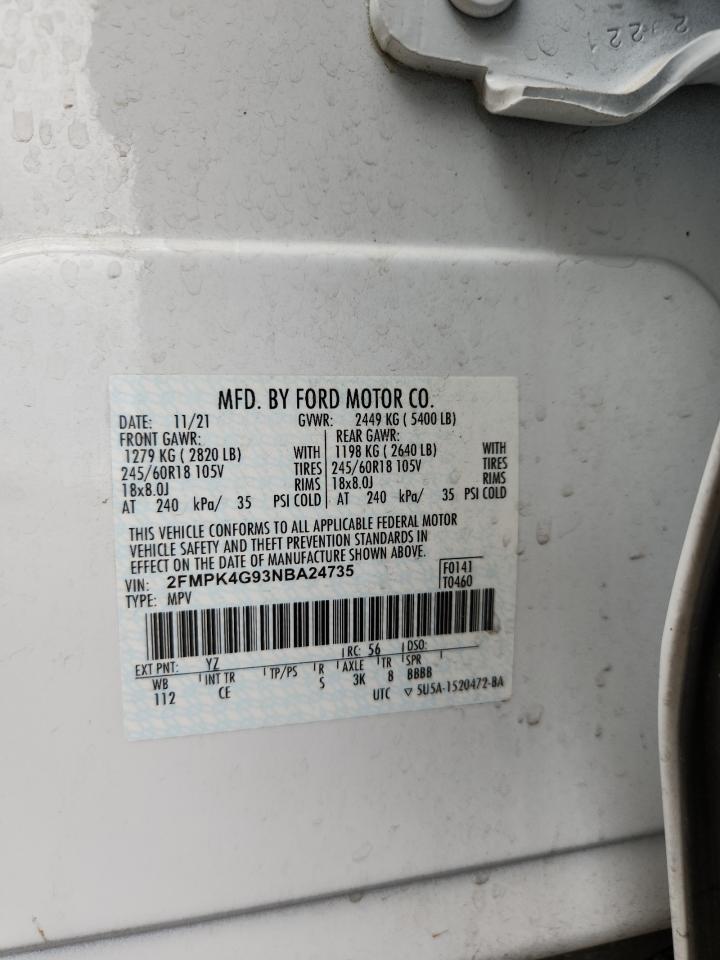 22221
MFD. BY FORD MOTOR CO.
DATE: 11/21 GVWR: 2449 KG ( 5400 LB)
FRONT GAWR: REAR GAWR:
1279 KG ( 2820 LB) WITH 1198 KG ( 2640 LB) WITH
245/60R18 105V TIRES 245/60R18 105V TIRES
18x8.0J RIMS 18x8.0J RIMS
AT 240 kPa/ 35 PSI COLD AT 240 kPa/ 35 PSI COLD
THIS VEHICLE CONFORMS TO ALL APPLICABLE FEDERAL MOTOR
VEHICLE SAFETY AND THEFT PREVENTION STANDARDS IN
EFFECT ON THE DATE OF MANUFACTURE SHOWN ABOVE.
VIN: 2FMPK4G93NBA24735 F0141
TYPE: MPV T0460
EXT PNT: YZ RC: 56 DSO:
WB INT TR TP/PS R AXLE TR SPR
112 CE 5 3K 8 BBBB
UTC ▽ 5U5A-1520472-BA